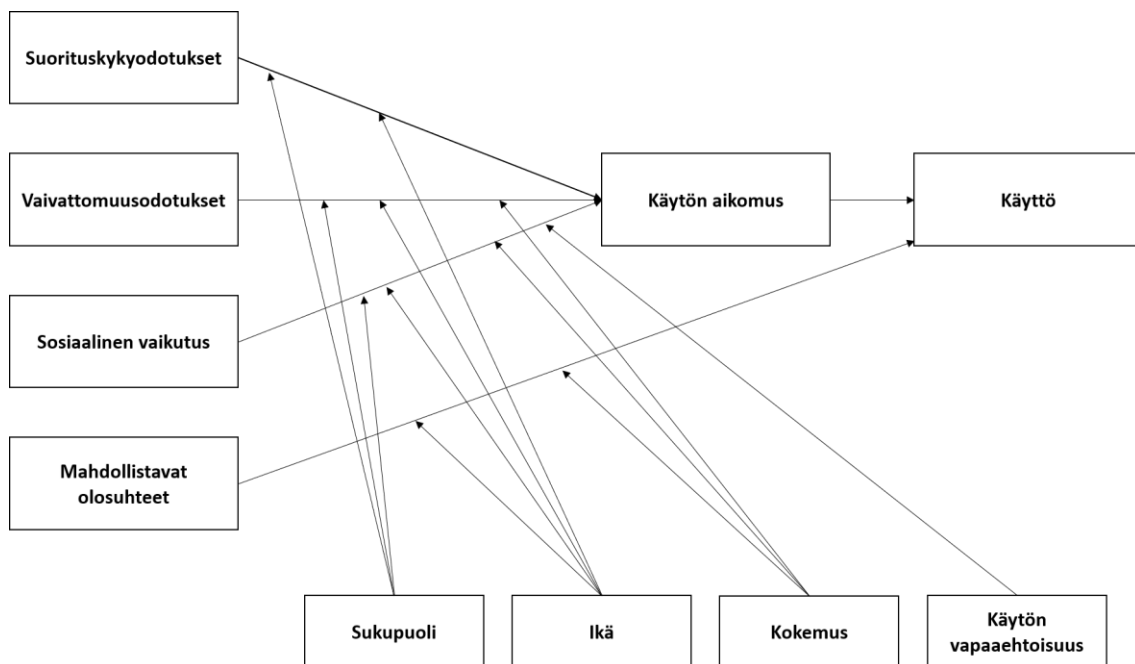 Suorituskykyodotukset
Vaivattomuusodotukset
Käytön aikomus
Käyttö
Sosiaalinen vaikutus
Mahdollistavat
olosuhteet
Sukupuoli
Ikä
Kokemus
Käytön
vapaaehtoisuus